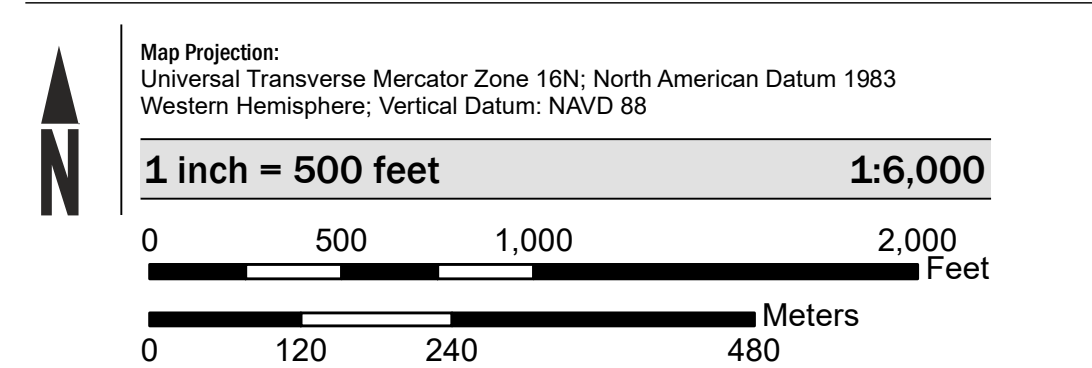 N
Map Projection:
Universal Transverse Mercator Zone 16N; North American Datum 1983
Western Hemisphere; Vertical Datum: NAVD 88
1 inch = 500 feet 1:6,000
0 500 1,000 2,000
Feet
Meters
0 120 240 480